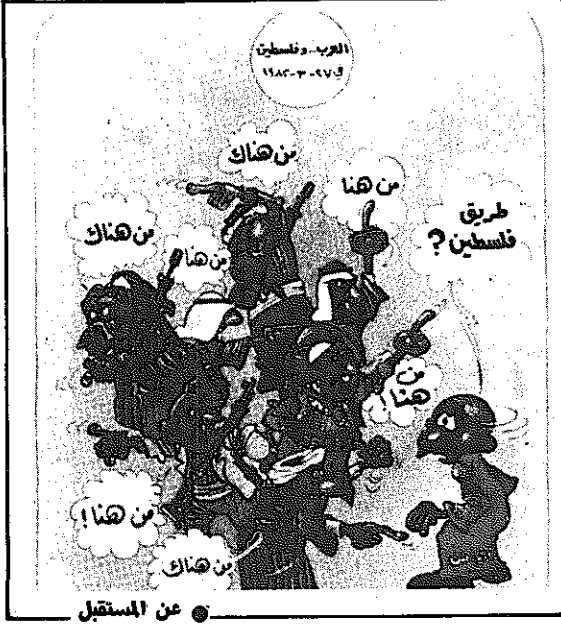 العرب.. وفلسطين
في ٢٧-٣-١٩٨٢
من هناك
من هنا
طريق
فلسطين ؟
من هناك
من هنا
من
هنا
من هنا !
من هناك
عن المستقبل